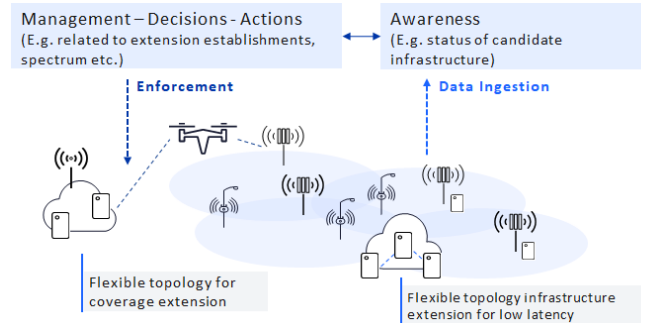 Management – Decisions - Actions
(E.g. related to extension establishments,
spectrum etc.)
Awareness
(E.g. status of candidate
infrastructure)
Enforcement
Data Ingestion
Flexible topology for
coverage extension
Flexible topology infrastructure
extension for low latency